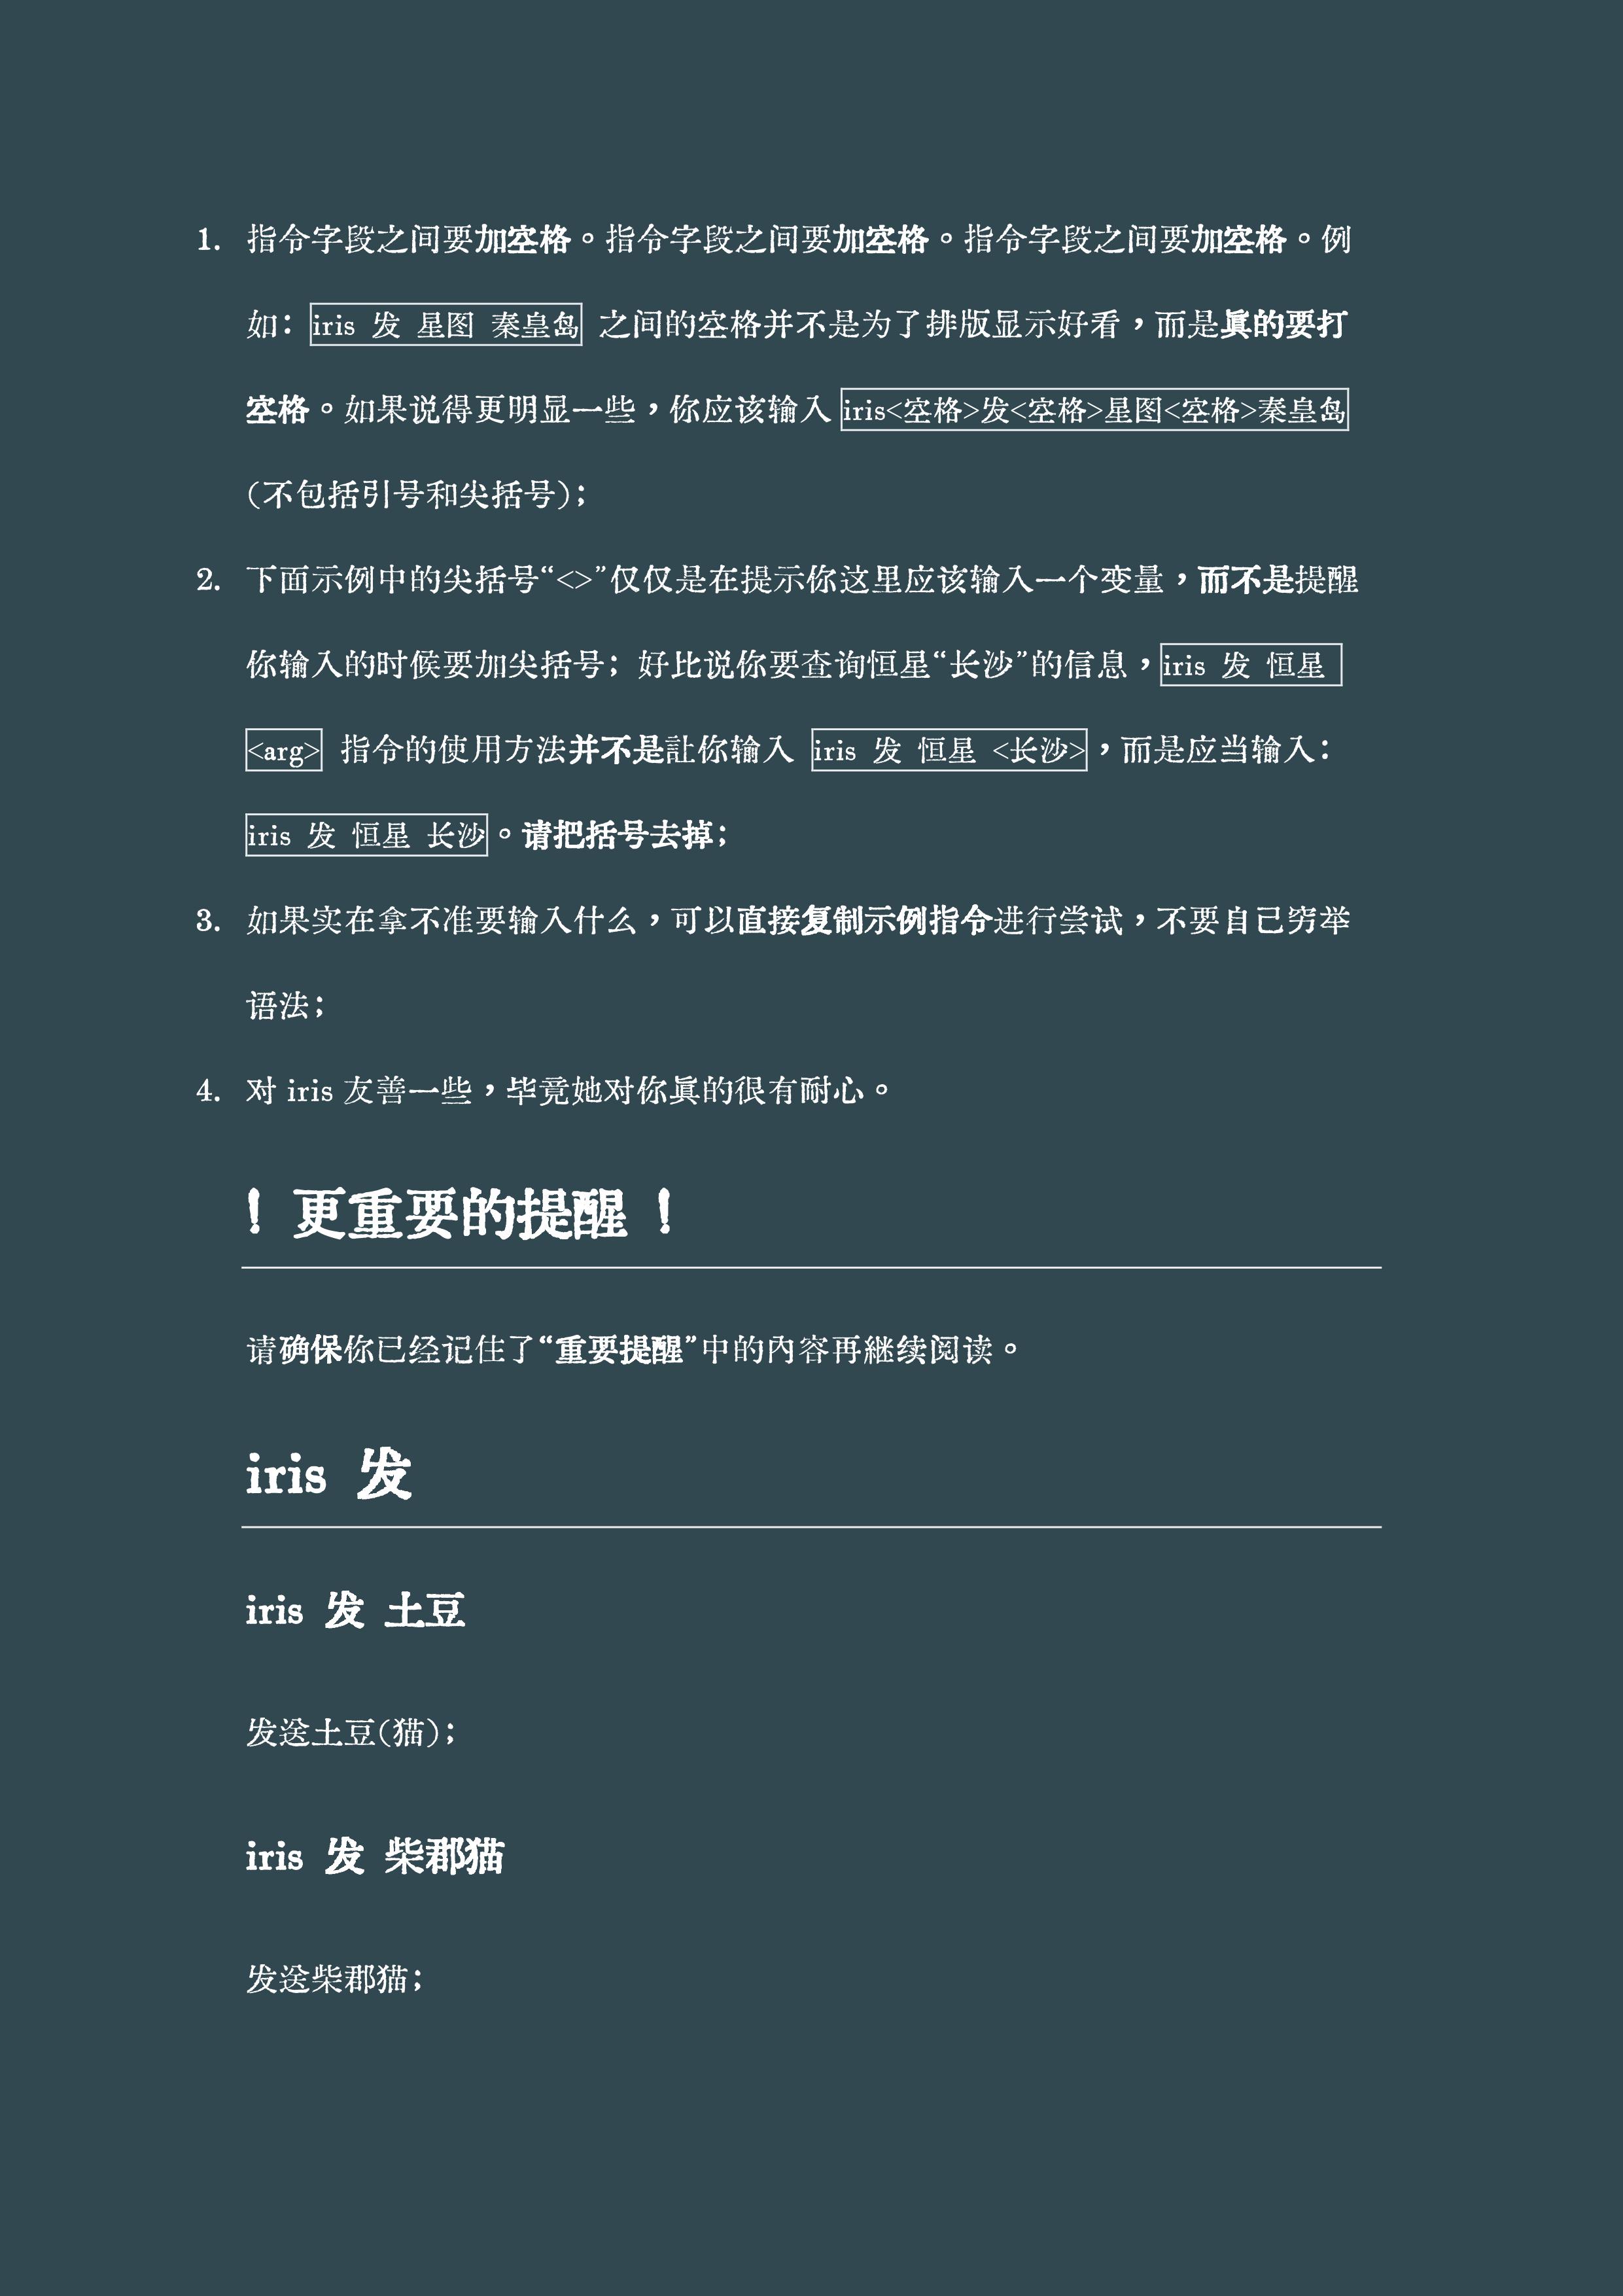 1. 指令字段之间要加空格。指令字段之间要加空格。指令字段之间要加空格。例
如：iris 发 星图 秦皇岛 之间的空格并不是为了排版显示好看，而是眞的要打
空格。如果说得更明显一些，你应该输入 iris<空格>发<空格>星图<空格>秦皇岛
(不包括引号和尖括号)；
2. 下面示例中的尖括号“<>”仅仅是在提示你这里应该输入一个变量，而不是提醒
你输入的时候要加尖括号；好比说你要查询恒星“长沙”的信息，iris 发 恒星
<arg> 指令的使用方法并不是訁你输入 iris 发 恒星 <长沙>，而是应当输入：
iris 发 恒星 长沙。请把括号去掉；
3. 如果实在拿不准要输入什么，可以直接复制示例指令进行尝试，不要自己穷举
语法；
4. 对 iris 友善一些，毕竟她对你眞的很有耐心。
！更重要的提醒！
请确保你已经记住了“重要提醒”中的內容再継续阅读。
iris 发
iris 发 土豆
发送土豆(猫)；
iris 发 柴郡猫
发送柴郡猫；